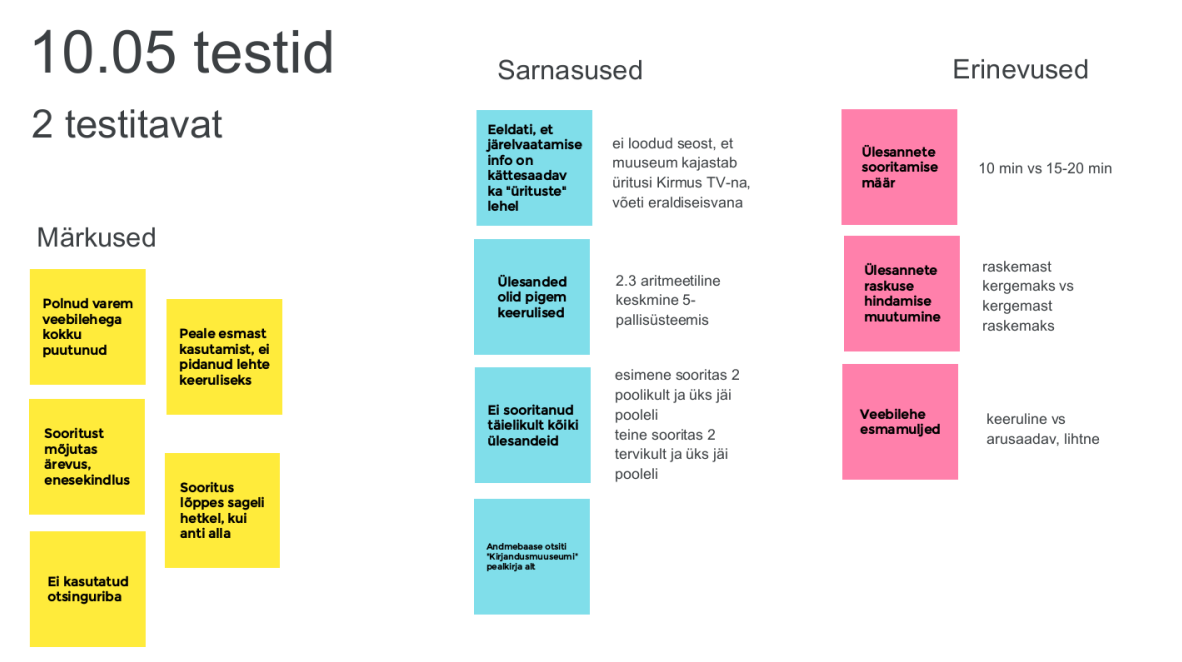 10.05 testid
2 testitavat
Märkused
Polnud varem
veebilehega
kokku
puutunud
Peale esmast
kasutamist, ei
pidanud lehte
keeruliseks
Sooritust
mõjutas
ärevus,
enesekindlus
Sooritus
lõppes sageli
hetkel, kui
anti alla
Ei kasutatud
otsinguriba
Sarnasused
Eeldati, et
järelvaatamise
info on
kättesaadav
ka "ürituste"
lehel
ei loodud seost, et
muuseum kajastab
üritusi Kirmus TV-na,
võeti eraldiseisvana
Ülesanded
olid pigem
keerulised
2.3 aritmeetiline
keskmine 5-
pallisüsteemis
Ei sooritanud
täielikult kõiki
ülesandeid
esimene sooritas 2
poolikult ja üks jäi
pooleli
teine sooritas 2
tervikult ja üks jäi
pooleli
Andmebaase otsiti
"Kirjandusmuuseumi"
pealkirja alt
Erinevused
Ülesannete
sooritamise
määr
10 min vs 15-20 min
Ülesannete
raskuse
hindamise
muutumine
raskemast
kergemaks vs
kergemast
raskemaks
Veebilehe
esmamuljed
keeruline vs
arusaadav, lihtne